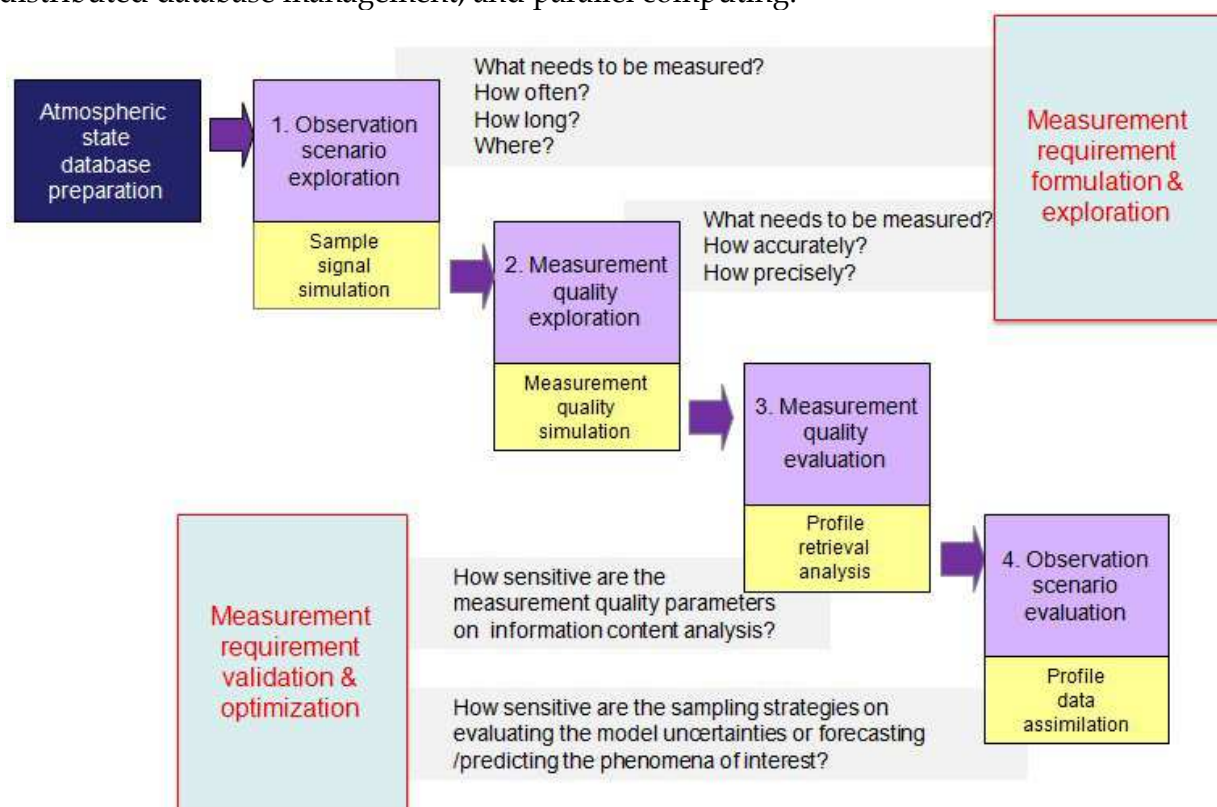 distributed database management, and parallel computing.
What needs to be measured?
How often?
How long?
Where?
Atmospheric
state
database
preparation
1. Observation
scenario
exploration
Sample
signal
simulation
Measurement
requirement
formulation &
exploration
What needs to be measured?
How accurately?
How precisely?
2. Measurement
quality
exploration
Measurement
quality
simulation
3. Measurement
quality
evaluation
Profile
retrieval
analysis
4. Observation
scenario
evaluation
Profile
data
assimilation
Measurement
requirement
validation &
optimization
How sensitive are the
measurement quality parameters
on information content analysis?
How sensitive are the sampling strategies on
evaluating the model uncertainties or forecasting
/predicting the phenomena of interest?